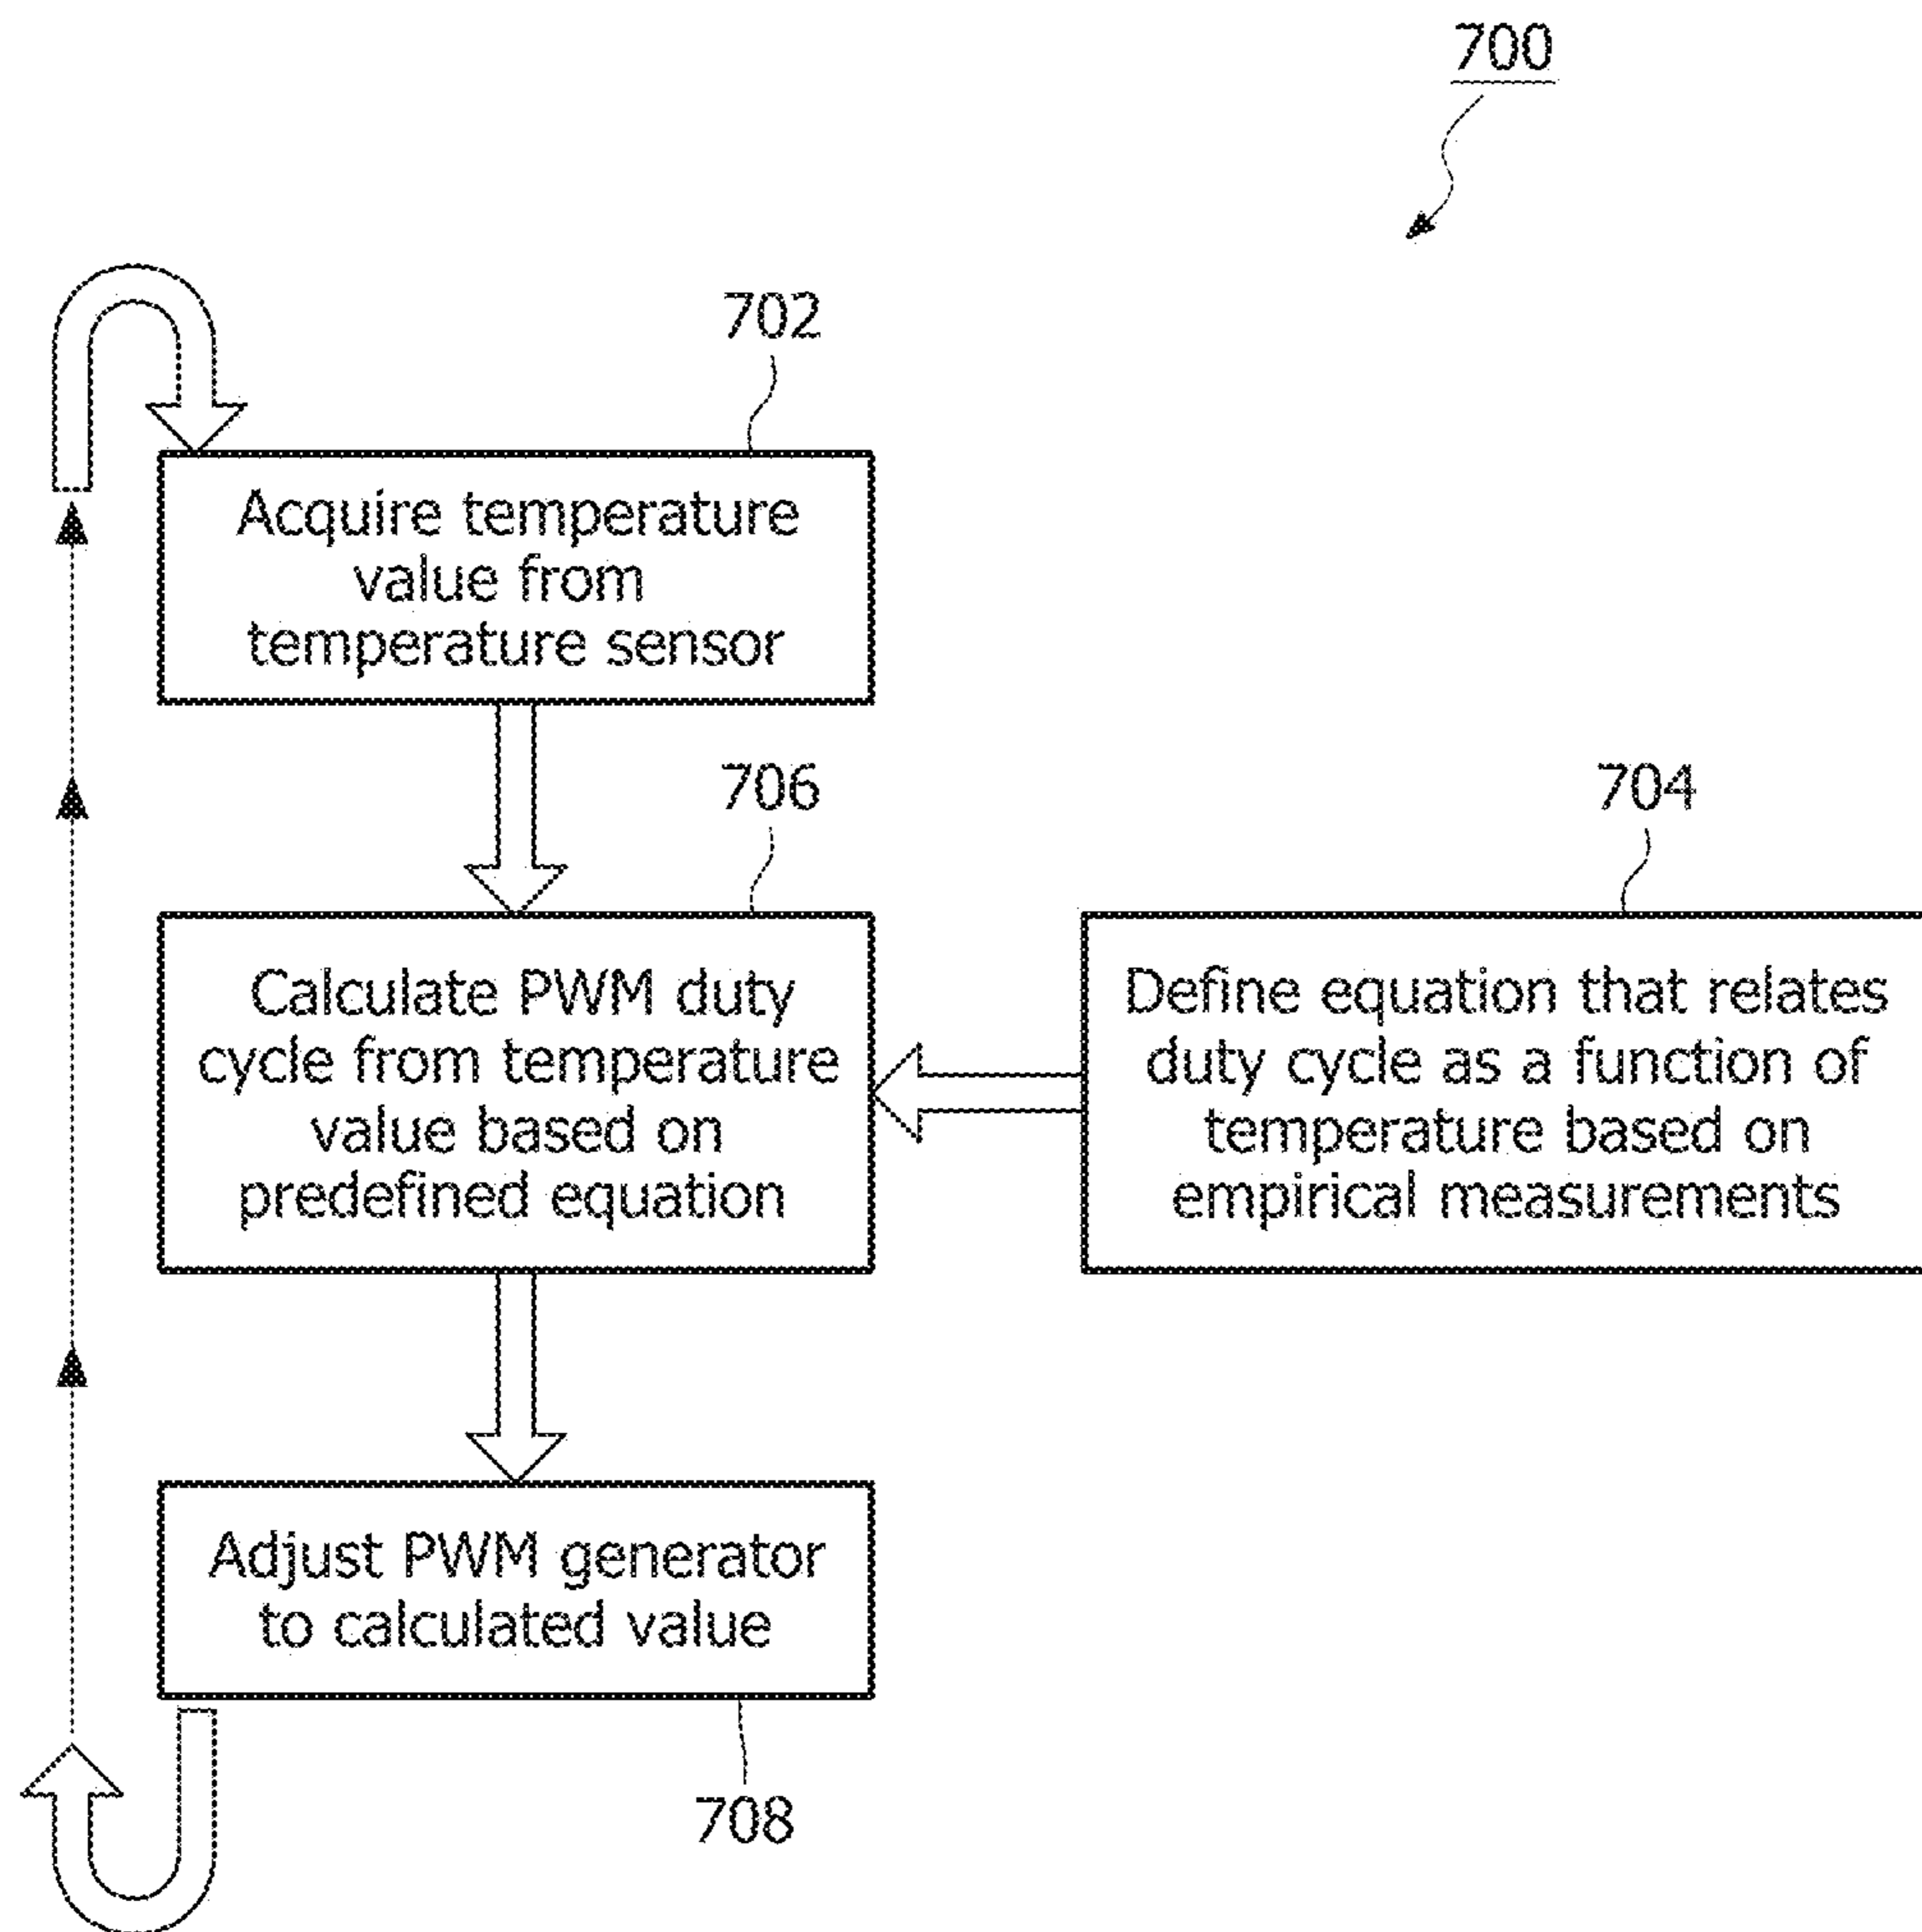 700
702
Acquire temperature
value from
temperature sensor
706
Calculate PWM duty
cycle from temperature
value based on
predefined equation
704
Define equation that relates
duty cycle as a function of
temperature based on
empirical measurements
Adjust PWM generator
to calculated value
708